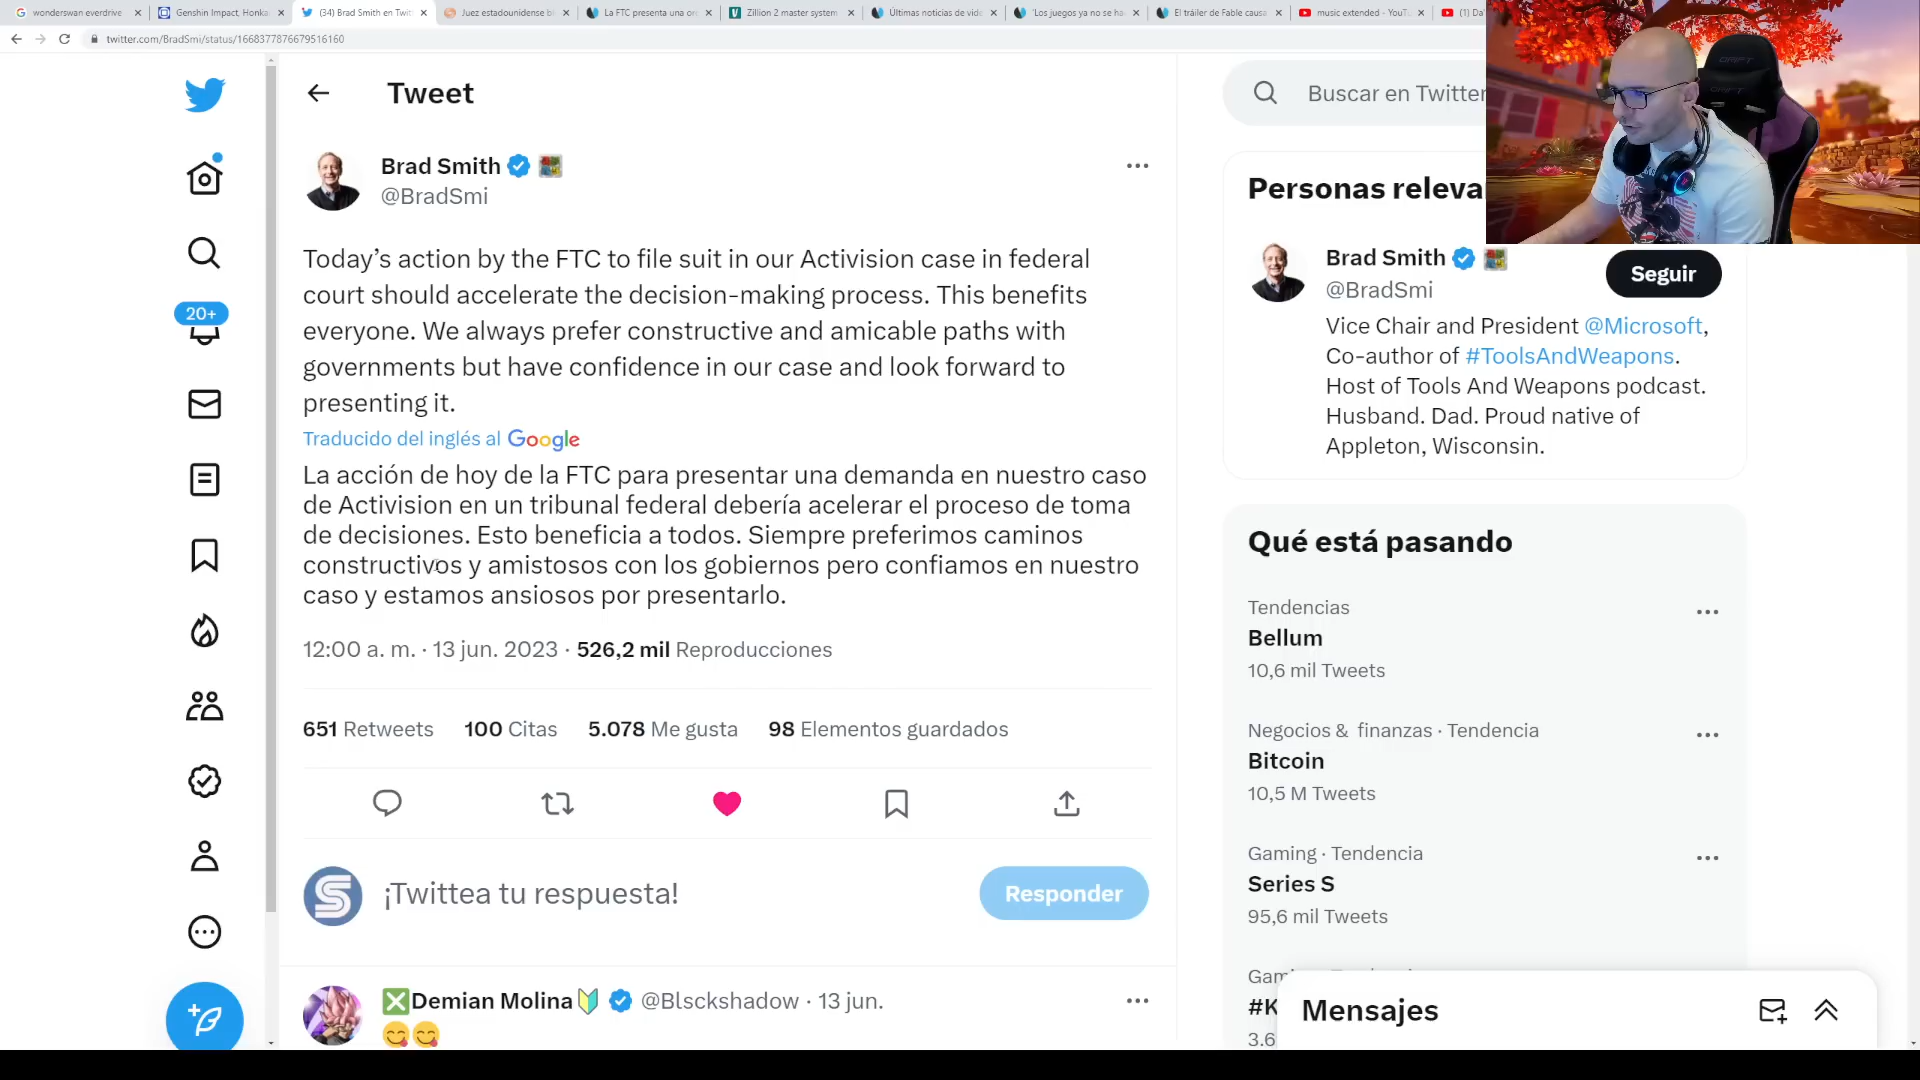 wonderswan everdrive
Genshin Impact, Honka
(34) Brad Smith en Twit
Juez estadounidense bl
La FTC presenta una or
Zillion 2 master system
Últimas noticias de vide
'Los juegos ya no se ha
El tráiler de Fable causa
music extended - YouTu
twitter.com/BradSmi/status/1668377876679516160
Tweet
Buscar en Twitter
20+
Brad Smith
@BradSmi
Today's action by the FTC to file suit in our Activision case in federal
court should accelerate the decision-making process. This benefits
everyone. We always prefer constructive and amicable paths with
governments but have confidence in our case and look forward to
presenting it.
Traducido del inglés al Google
La acción de hoy de la FTC para presentar una demanda en nuestro caso
de Activision en un tribunal federal debería acelerar el proceso de toma
de decisiones. Esto beneficia a todos. Siempre preferimos caminos
constructivos y amistosos con los gobiernos pero confiamos en nuestro
caso y estamos ansiosos por presentarlo.
12:00 a. m. · 13 jun. 2023 · 526,2 mil Reproducciones
651 Retweets 100 Citas 5.078 Me gusta 98 Elementos guardados
¡Twittea tu respuesta!
Responder
Demian Molina @Blsckshadow · 13 jun.
Personas releva
Brad Smith
@BradSmi
Seguir
Vice Chair and President @Microsoft,
Co-author of #ToolsAndWeapons.
Host of Tools And Weapons podcast.
Husband. Dad. Proud native of
Appleton, Wisconsin.
Qué está pasando
Tendencias
Bellum
10,6 mil Tweets
Negocios & finanzas · Tendencia
Bitcoin
10,5 M Tweets
Gaming · Tendencia
Series S
95,6 mil Tweets
#K
3.6
Mensajes